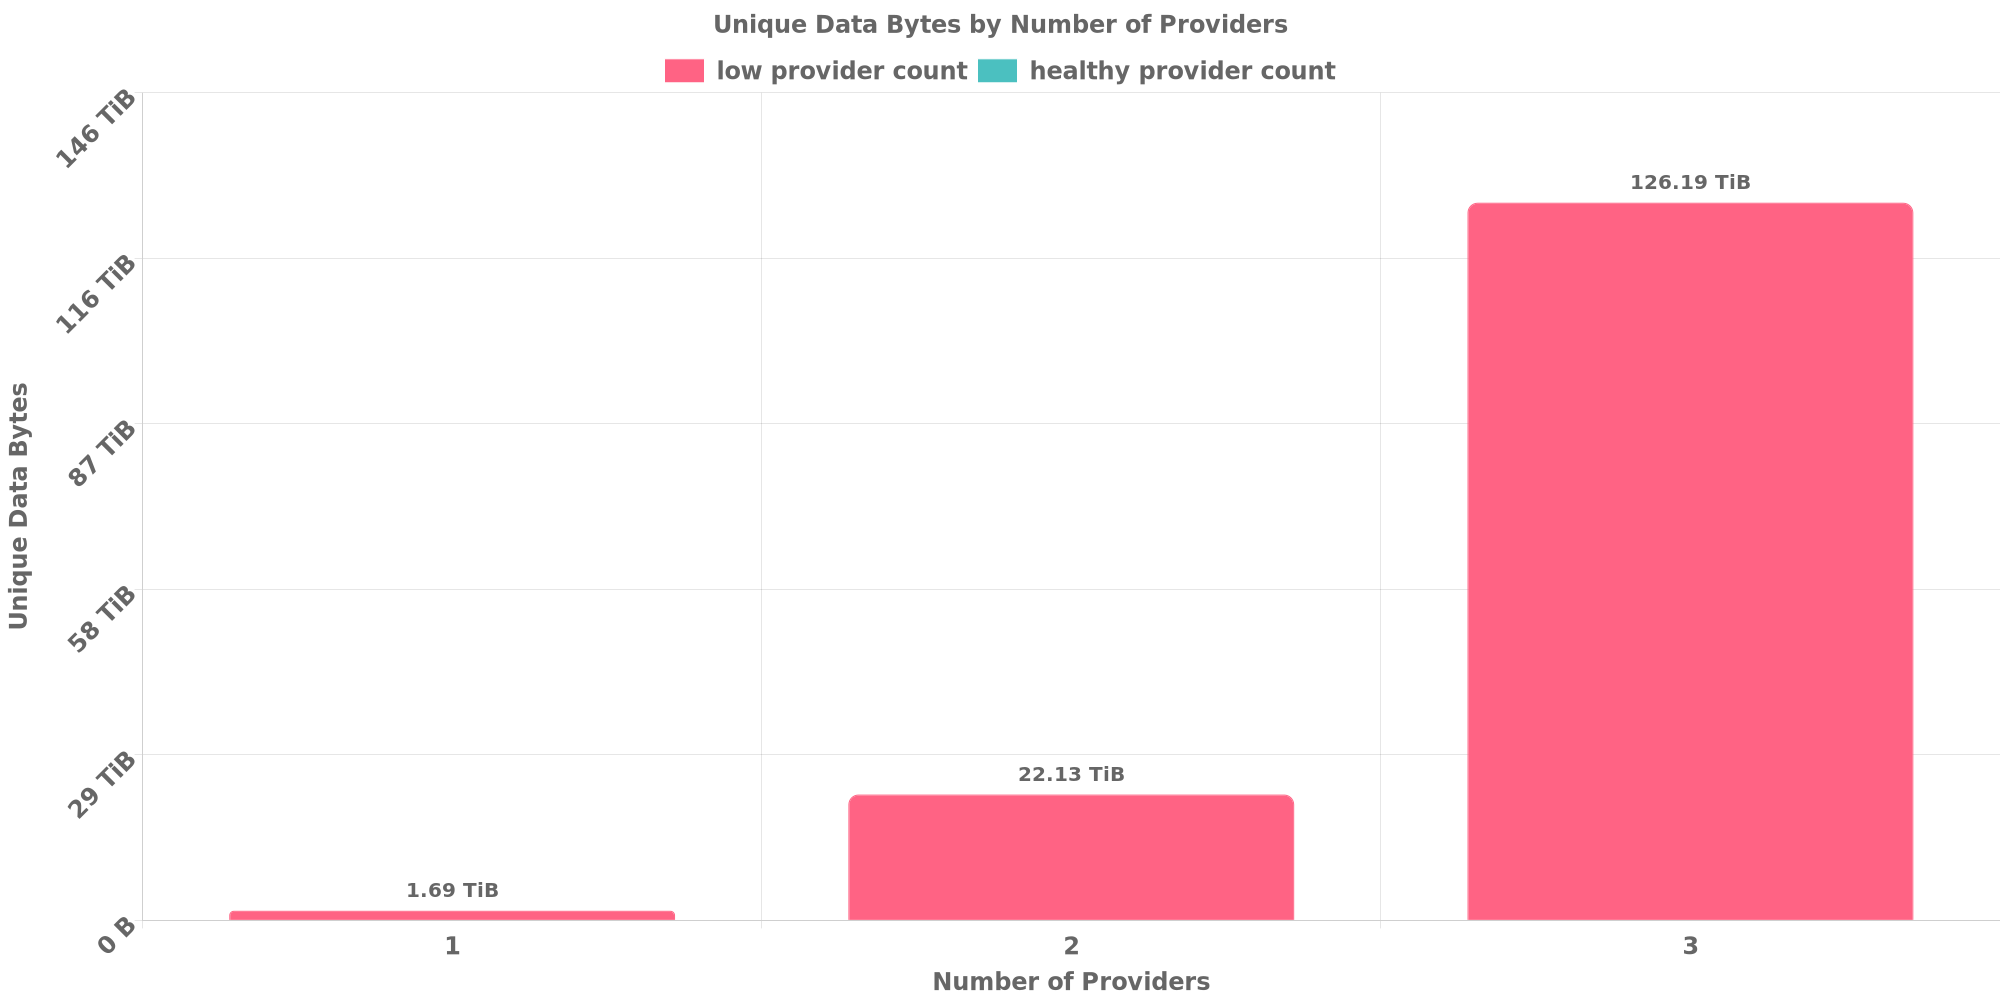 Unique Data Bytes by Number of Providers
low provider count healthy provider count
146 TiB
116 TiB
87 TiB
58 TiB
29 TiB
0 B
Unique Data Bytes
1.69 TiB
22.13 TiB
126.19 TiB
1 2 3
Number of Providers